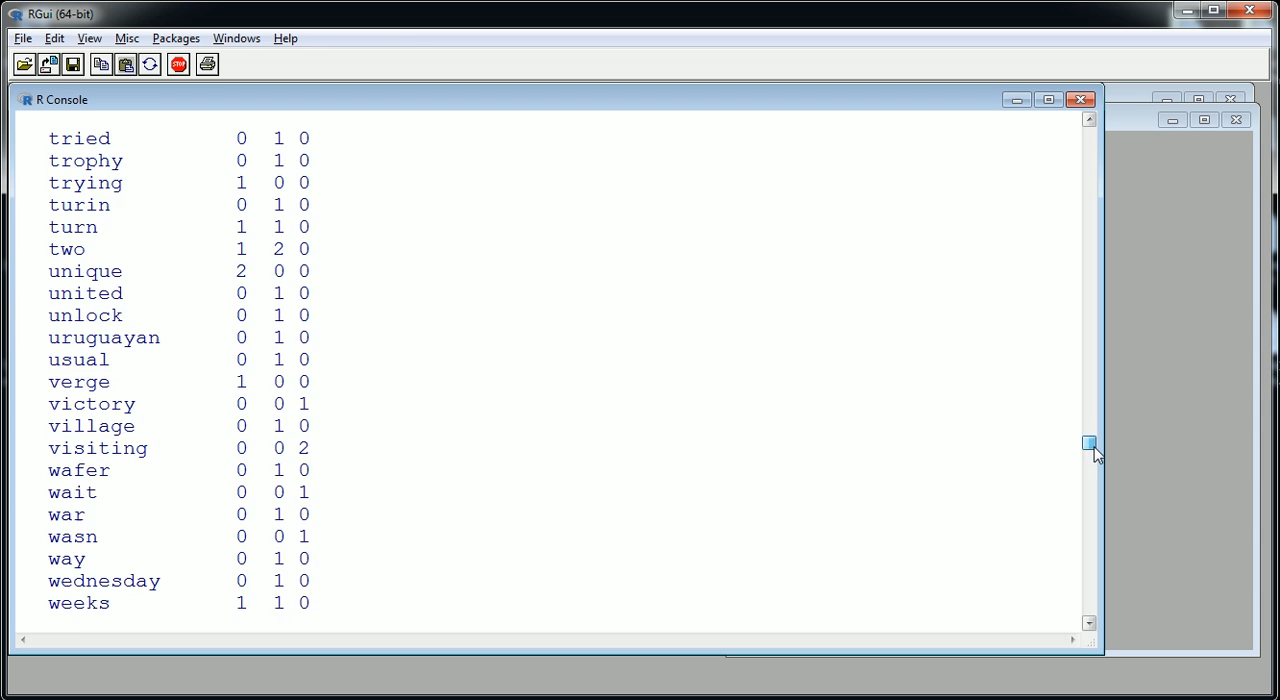 RGui (64-bit)
File Edit View Misc Packages Windows Help
STOP
R Console
tried 0 1 0
trophy 0 1 0
trying 1 0 0
turin 0 1 0
turn 1 1 0
two 1 2 0
unique 2 0 0
united 0 1 0
unlock 0 1 0
uruguayan 0 1 0
usual 0 1 0
verge 1 0 0
victory 0 0 1
village 0 1 0
visiting 0 0 2
wafer 0 1 0
wait 0 0 1
war 0 1 0
wasn 0 0 1
way 0 1 0
wednesday 0 1 0
weeks 1 1 0